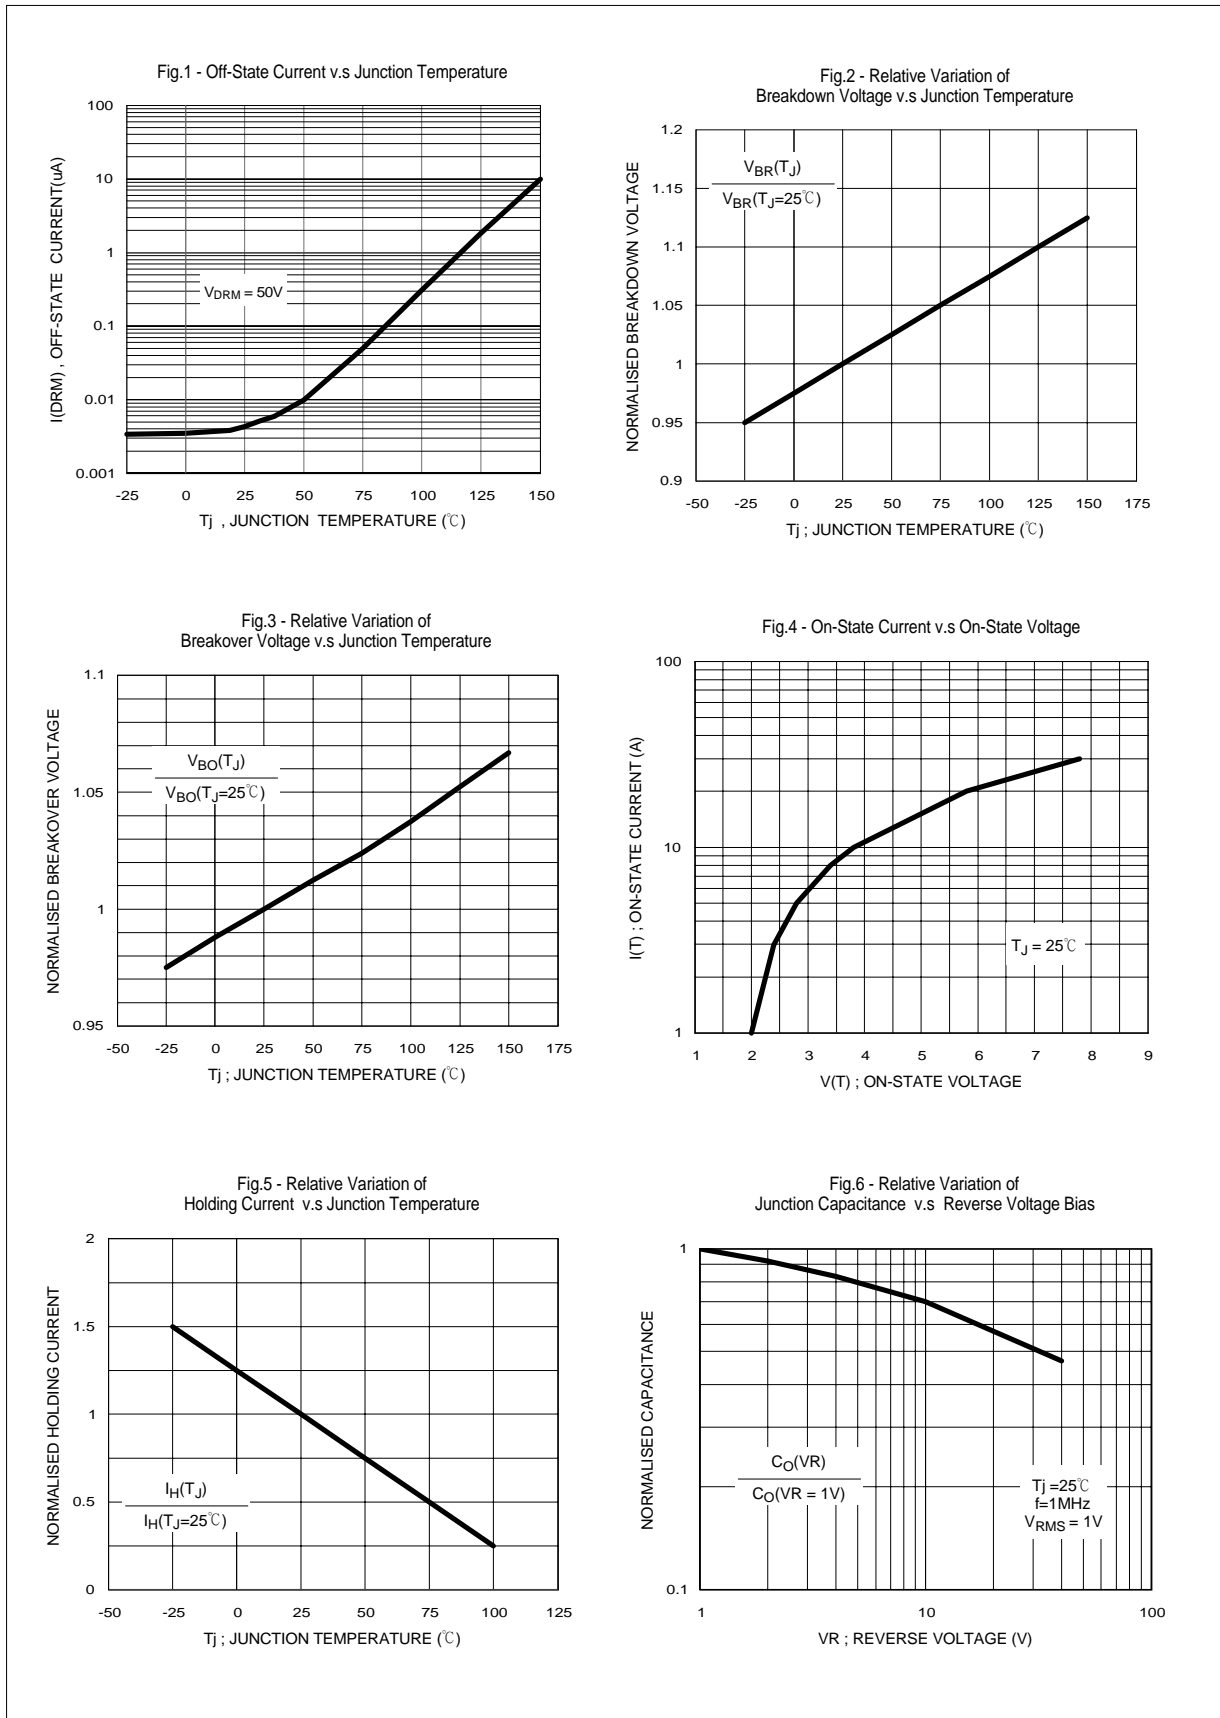 Fig.1 - Off-State Current v.s Junction Temperature
100
10
1
0.1
0.01
0.001
I(DRM) , OFF-STATE CURRENT(uA)
VDRM = 50V
-25 0 25 50 75 100 125 150
Tj , JUNCTION TEMPERATURE (℃)
Fig.2 - Relative Variation of
Breakdown Voltage v.s Junction Temperature
1.2
1.15
1.1
1.05
1
0.95
0.9
NORMALISED BREAKDOWN VOLTAGE
VBR(TJ)
VBR(TJ=25℃)
-50 -25 0 25 50 75 100 125 150 175
Tj ; JUNCTION TEMPERATURE (℃)
Fig.3 - Relative Variation of
Breakover Voltage v.s Junction Temperature
1.1
1.05
1
0.95
NORMALISED BREAKOVER VOLTAGE
VBO(TJ)
VBO(TJ=25℃)
-50 -25 0 25 50 75 100 125 150 175
Tj ; JUNCTION TEMPERATURE (℃)
Fig.4 - On-State Current v.s On-State Voltage
100
10
1
I(T) ; ON-STATE CURRENT (A)
TJ = 25℃
1 2 3 4 5 6 7 8 9
V(T) ; ON-STATE VOLTAGE
Fig.5 - Relative Variation of
Holding Current v.s Junction Temperature
2
1.5
1
0.5
0
NORMALISED HOLDING CURRENT
IH(TJ)
IH(TJ=25℃)
-50 -25 0 25 50 75 100 125
Tj ; JUNCTION TEMPERATURE (℃)
Fig.6 - Relative Variation of
Junction Capacitance v.s Reverse Voltage Bias
1
0.1
NORMALISED CAPACITANCE
CO(VR)
CO(VR = 1V)
Tj =25℃
f=1MHz
VRMS = 1V
1 10 100
VR ; REVERSE VOLTAGE (V)